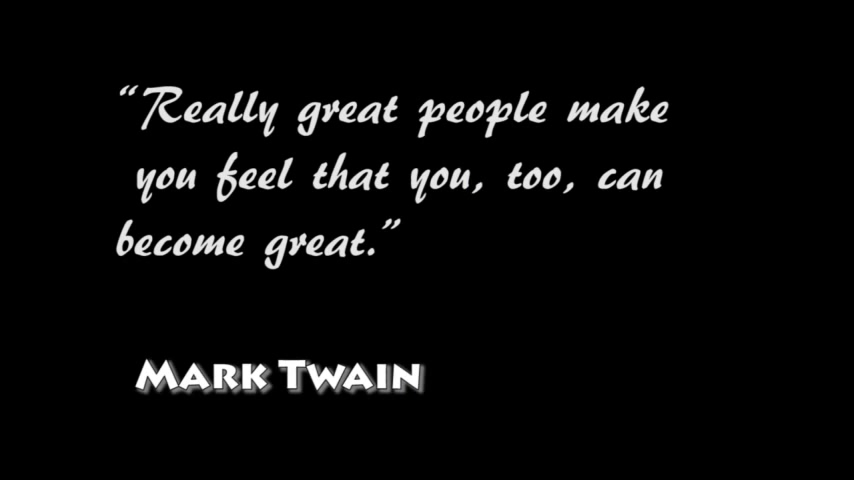 “Really great people make
you feel that you, too, can
become great.”
Mark Twain